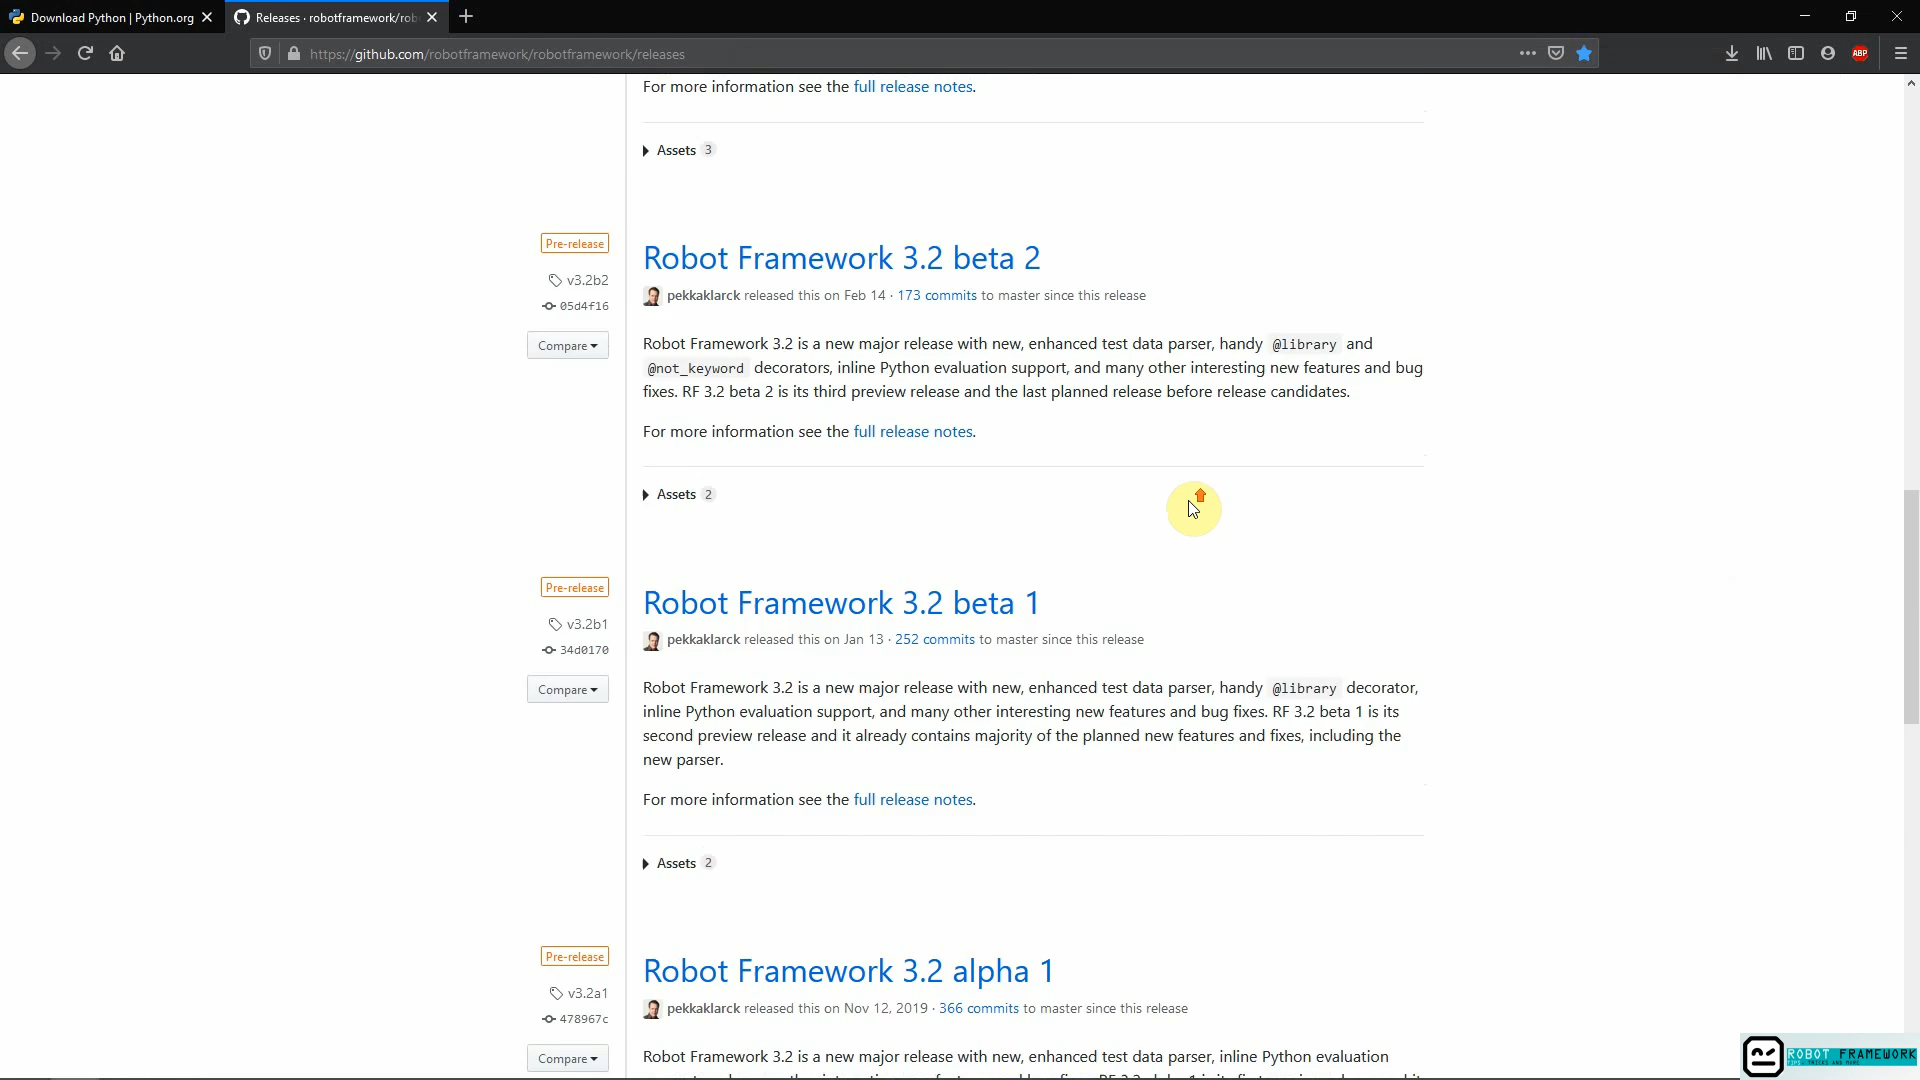 Download Python | Python.org
Releases · robotframework/rob
https://github.com/robotframework/robotframework/releases
ABP
For more information see the full release notes.
Assets 3
Pre-release
Robot Framework 3.2 beta 2
v3.2b2
pekkaklarck released this on Feb 14 · 173 commits to master since this release
05d4f16
Compare
Robot Framework 3.2 is a new major release with new, enhanced test data parser, handy @library and
@not_keyword decorators, inline Python evaluation support, and many other interesting new features and bug
fixes. RF 3.2 beta 2 is its third preview release and the last planned release before release candidates.
For more information see the full release notes.
Assets 2
Pre-release
Robot Framework 3.2 beta 1
v3.2b1
pekkaklarck released this on Jan 13 · 252 commits to master since this release
34d0170
Compare
Robot Framework 3.2 is a new major release with new, enhanced test data parser, handy @library decorator,
inline Python evaluation support, and many other interesting new features and bug fixes. RF 3.2 beta 1 is its
second preview release and it already contains majority of the planned new features and fixes, including the
new parser.
For more information see the full release notes.
Assets 2
Pre-release
Robot Framework 3.2 alpha 1
v3.2a1
pekkaklarck released this on Nov 12, 2019 · 366 commits to master since this release
478967c
Compare
Robot Framework 3.2 is a new major release with new, enhanced test data parser, inline Python evaluation
ROBOT FRAMEWORK